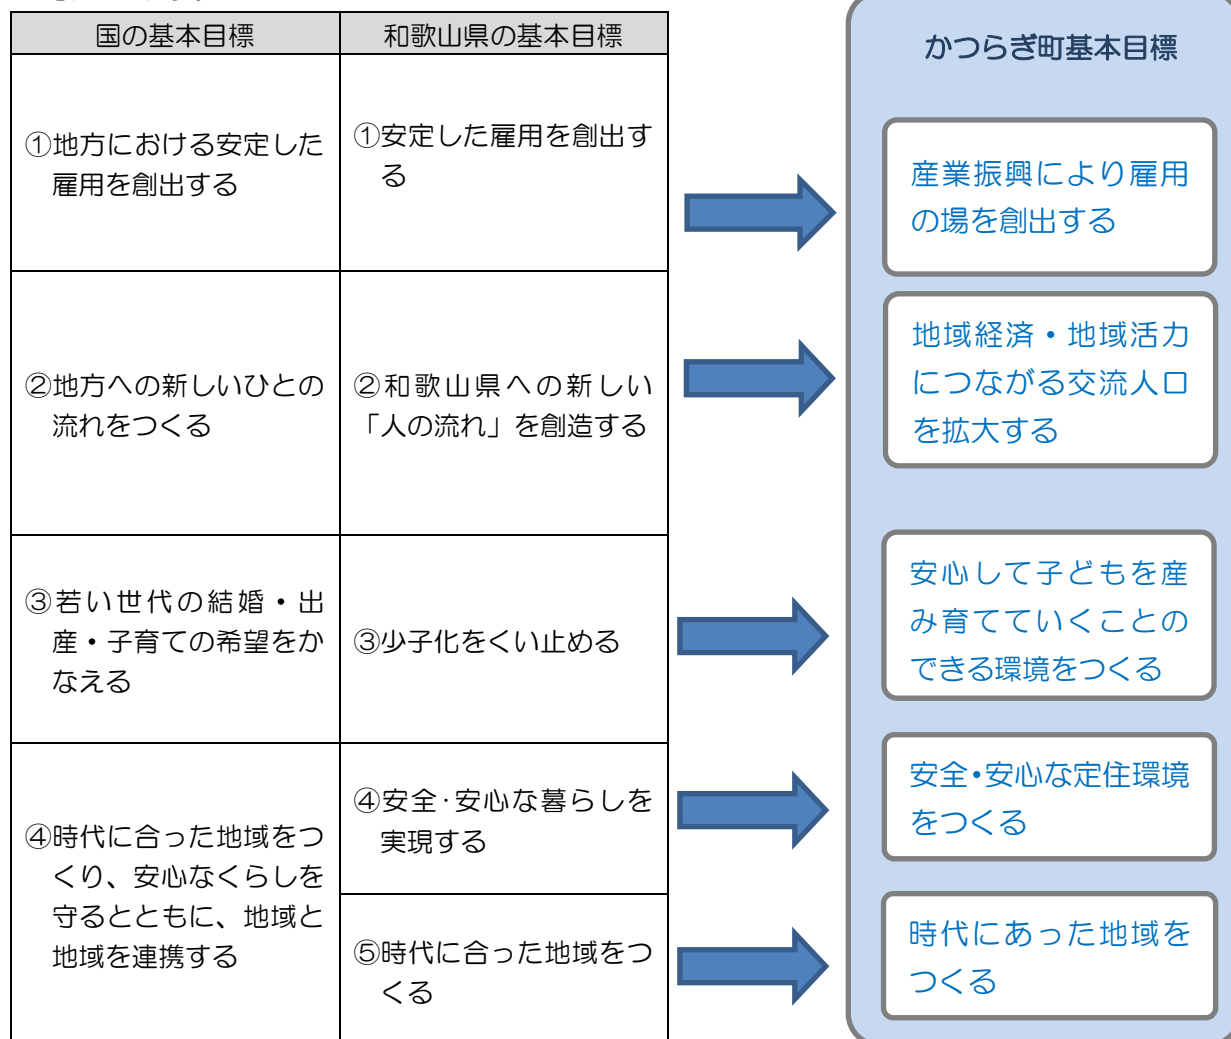 国の基本目標
和歌山県の基本目標
①地方における安定した
雇用を創出する
①安定した雇用を創出す
る
②地方への新しいひとの
流れをつくる
②和歌山県への新しい
「人の流れ」を創造する
③若い世代の結婚・出
産・子育ての希望をか
なえる
③少子化をくい止める
④時代に合った地域をつ
くり、安心なくらしを
守るとともに、地域と
地域を連携する
④安全・安心な暮らしを
実現する
⑤時代に合った地域をつ
くる
かつらぎ町基本目標
産業振興により雇用
の場を創出する
地域経済・地域活力
につながる交流人口
を拡大する
安心して子どもを産
み育てていくことの
できる環境をつくる
安全・安心な定住環境
をつくる
時代にあった地域を
つくる